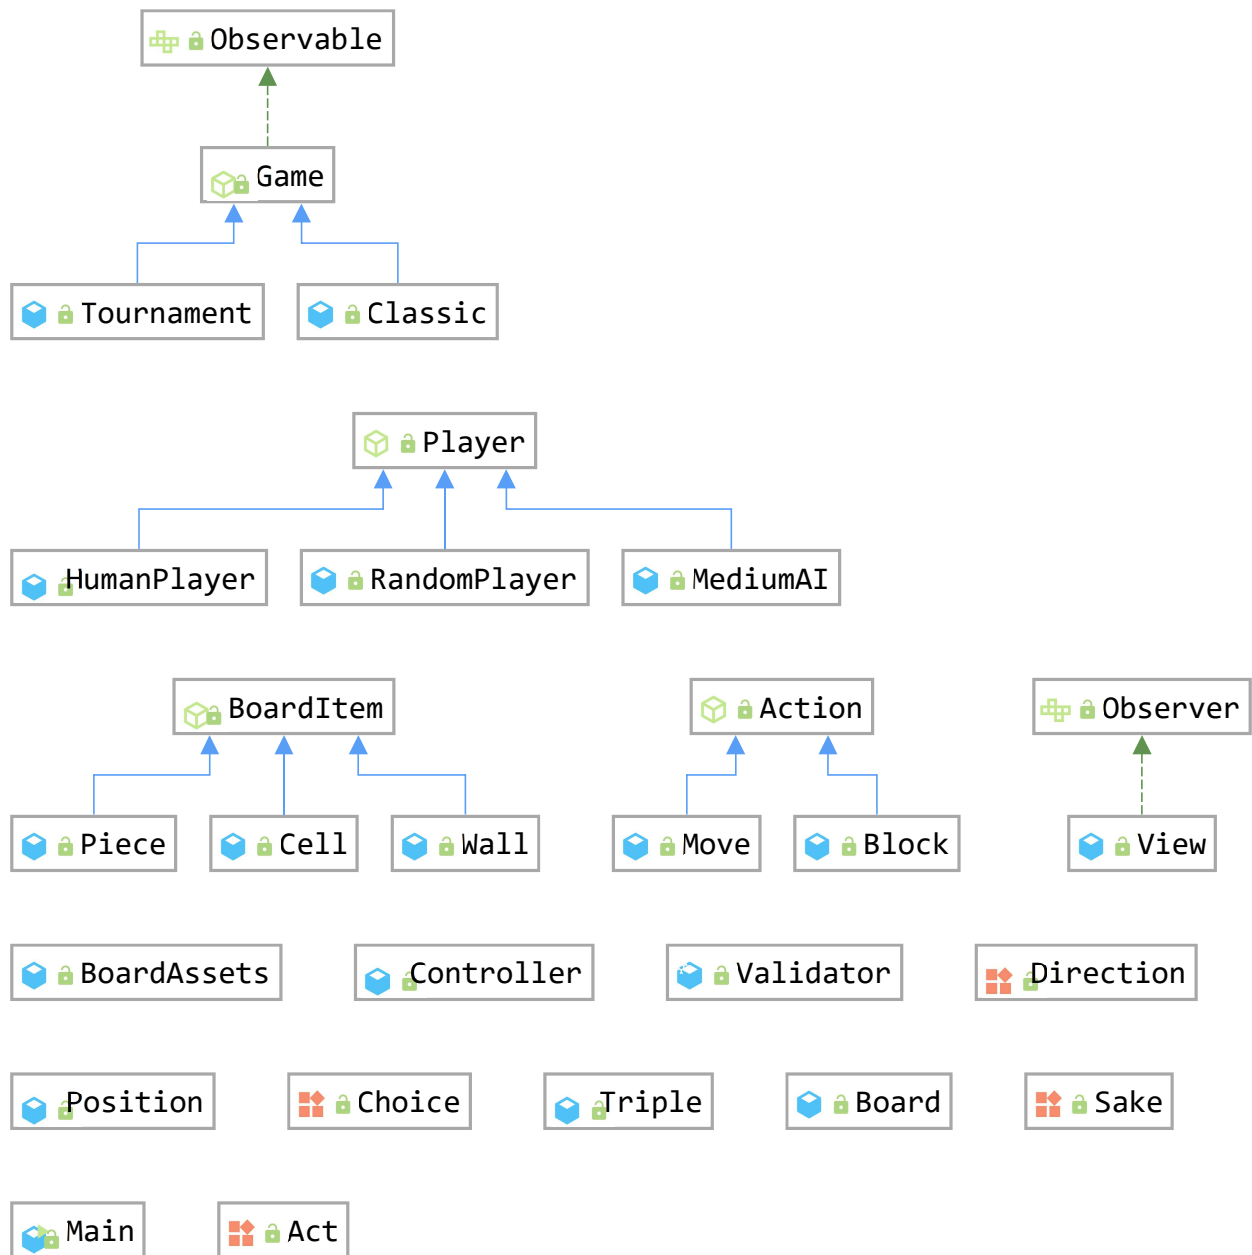 Observable
Game
Tournament Classic
Player
HumanPlayer RandomPlayer MediumAI
BoardItem Action Observer
Piece Cell Wall Move Block View
BoardAssets Controller Validator Direction
Position Choice Triple Board Sake
Main Act